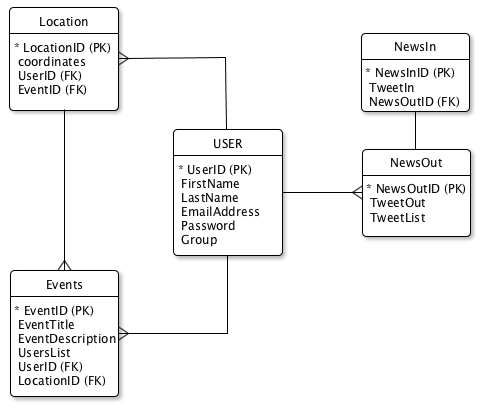 Location
* LocationID (PK)
coordinates
UserID (FK)
EventID (FK)
NewsIn
* NewsInID (PK)
TweetIn
NewsOutID (FK)
USER
* UserID (PK)
FirstName
LastName
EmailAddress
Password
Group
NewsOut
* NewsOutID (PK)
TweetOut
TweetList
Events
* EventID (PK)
EventTitle
EventDescription
UsersList
UserID (FK)
LocationID (FK)